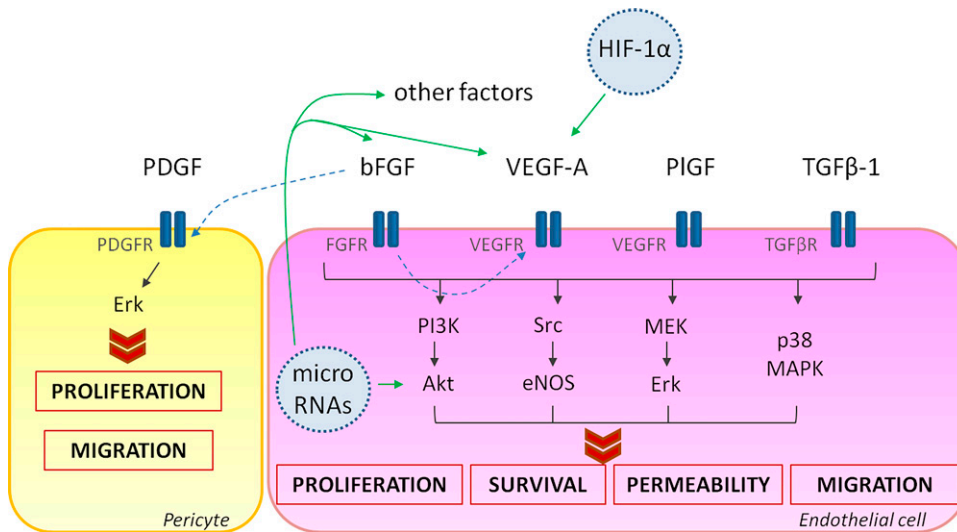 HIF-1α
other factors
PDGF
bFGF
VEGF-A
PlGF
TGFβ-1
PDGFR
FGFR
VEGFR
VEGFR
TGFβR
Erk
PI3K
Src
MEK
p38
MAPK
micro
RNAs
Akt
eNOS
Erk
PROLIFERATION
MIGRATION
PROLIFERATION
SURVIVAL
PERMEABILITY
MIGRATION
Pericyte
Endothelial cell